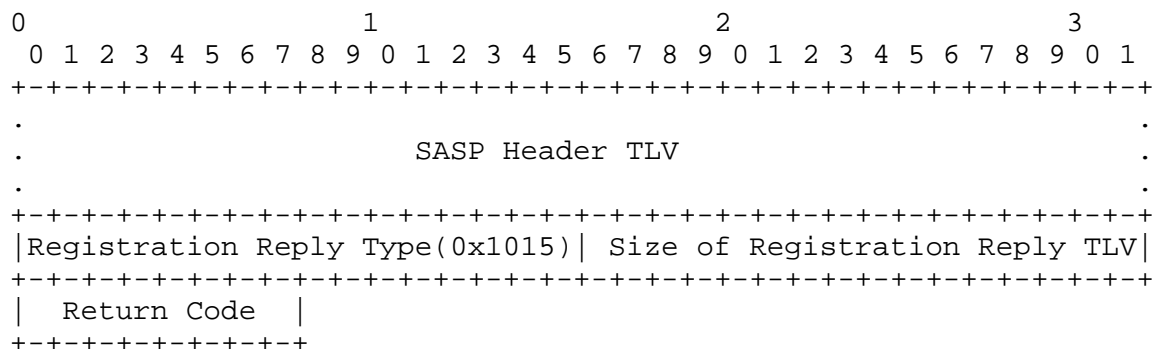 0                   1                   2                   3
 0 1 2 3 4 5 6 7 8 9 0 1 2 3 4 5 6 7 8 9 0 1 2 3 4 5 6 7 8 9 0 1
+-+-+-+-+-+-+-+-+-+-+-+-+-+-+-+-+-+-+-+-+-+-+-+-+-+-+-+-+-+-+-+-+
.                                                               .
.                      SASP Header TLV                          .
.                                                               .
+-+-+-+-+-+-+-+-+-+-+-+-+-+-+-+-+-+-+-+-+-+-+-+-+-+-+-+-+-+-+-+-+
|Registration Reply Type(0x1015)| Size of Registration Reply TLV|
+-+-+-+-+-+-+-+-+-+-+-+-+-+-+-+-+-+-+-+-+-+-+-+-+-+-+-+-+-+-+-+-+
|  Return Code  |
+-+-+-+-+-+-+-+-+